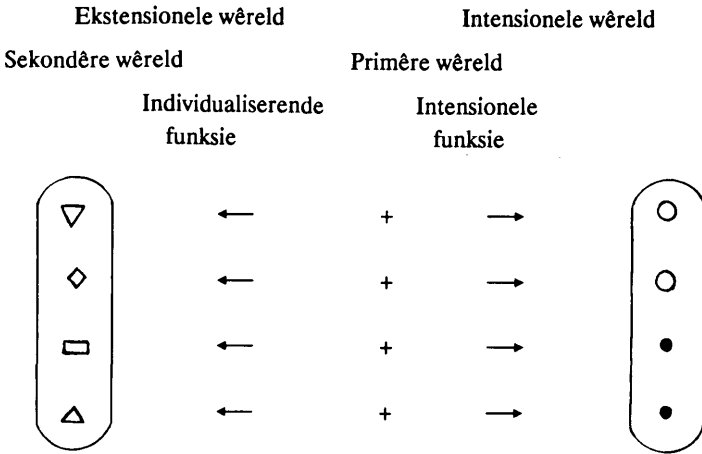 Ekstensionele wêreld Intensionele wêreld
Sekondêre wêreld Primêre wêreld
Individualiserende Intensionele
funksie funksie
+
+
+
+